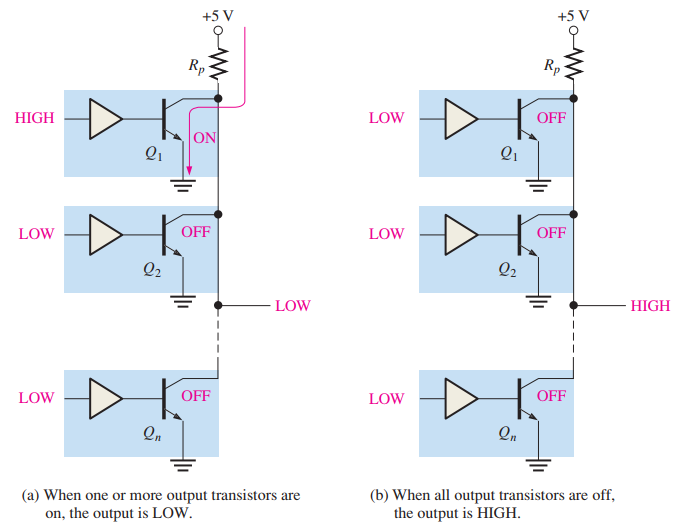 +5 V
Rp
HIGH
ON
Q1
LOW
OFF
Q2
LOW
LOW
OFF
Qn
(a) When one or more output transistors are
on, the output is LOW.
+5 V
Rp
LOW
OFF
Q1
LOW
OFF
Q2
HIGH
LOW
OFF
Qn
(b) When all output transistors are off,
the output is HIGH.